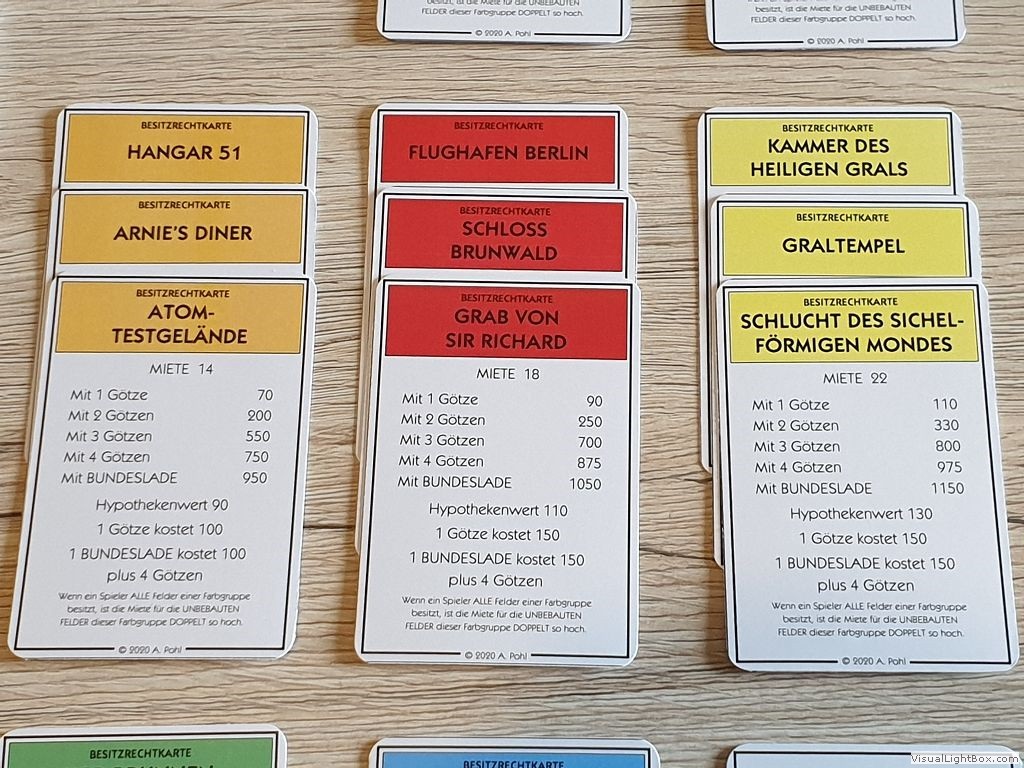 besitzt, ist die Miete für die UNBEBAUTEN
FELDER dieser Farbgruppe DOPPELT so hoch.
© 2020 A. Pohl
besitzt, ist die Miete für die UNBEBAUTEN
FELDER dieser Farbgruppe DOPPELT so hoch.
© 2020 A. Pohl
BESITZRECHTKARTE
HANGAR 51
BESITZRECHTKARTE
ARNIE'S DINER
BESITZRECHTKARTE
ATOM-
TESTGELÄNDE
MIETE 14
Mit 1 Götze 70
Mit 2 Götzen 200
Mit 3 Götzen 550
Mit 4 Götzen 750
Mit BUNDESLADE 950
Hypothekenwert 90
1 Götze kostet 100
1 BUNDESLADE kostet 100
plus 4 Götzen
Wenn ein Spieler ALLE Felder einer Farbgruppe
besitzt, ist die Miete für die UNBEBAUTEN
FELDER dieser Farbgruppe DOPPELT so hoch.
© 2020 A. Pohl
BESITZRECHTKARTE
FLUGHAFEN BERLIN
BESITZRECHTKARTE
SCHLOSS
BRUNWALD
BESITZRECHTKARTE
GRAB VON
SIR RICHARD
MIETE 18
Mit 1 Götze 90
Mit 2 Götzen 250
Mit 3 Götzen 700
Mit 4 Götzen 875
Mit BUNDESLADE 1050
Hypothekenwert 110
1 Götze kostet 150
1 BUNDESLADE kostet 150
plus 4 Götzen
Wenn ein Spieler ALLE Felder einer Farbgruppe
besitzt, ist die Miete für die UNBEBAUTEN
FELDER dieser Farbgruppe DOPPELT so hoch.
© 2020 A. Pohl
BESITZRECHTKARTE
KAMMER DES
HEILIGEN GRALS
BESITZRECHTKARTE
GRALTEMPEL
BESITZRECHTKARTE
SCHLUCHT DES SICHEL-
FÖRMIGEN MONDES
MIETE 22
Mit 1 Götze 110
Mit 2 Götzen 330
Mit 3 Götzen 800
Mit 4 Götzen 975
Mit BUNDESLADE 1150
Hypothekenwert 130
1 Götze kostet 150
1 BUNDESLADE kostet 150
plus 4 Götzen
Wenn ein Spieler ALLE Felder einer Farbgruppe
besitzt, ist die Miete für die UNBEBAUTEN
FELDER dieser Farbgruppe DOPPELT so hoch.
© 2020 A. Pohl
BESITZRECHTKARTE
BESITZRECHTKARTE
VisualLightBox.com